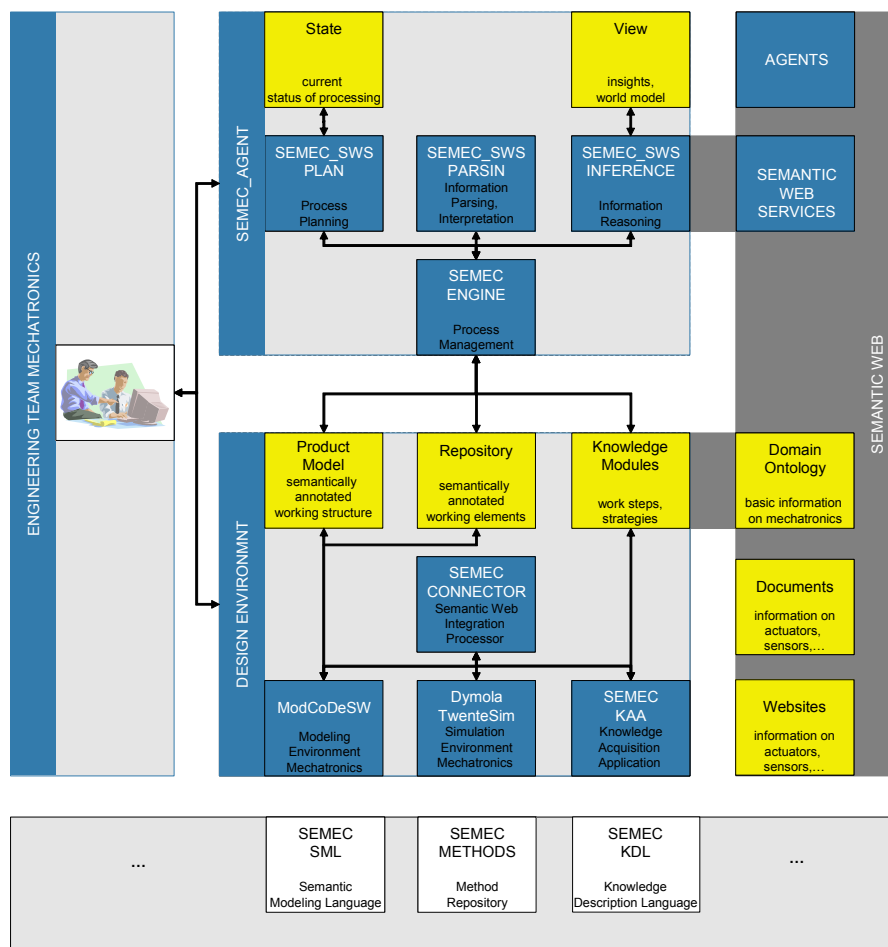 ENGINEERING TEAM MECHATRONICS
SEMEC_AGENT
State
current
status of processing
View
insights,
world model
AGENTS
SEMEC_SWS
PLAN
Process
Planning
SEMEC_SWS
PARSIN
Information
Parsing,
Interpretation
SEMEC_SWS
INFERENCE
Information
Reasoning
SEMANTIC
WEB
SERVICES
SEMEC
ENGINE
Process
Management
SEMANTIC WEB
DESIGN ENVIRONMNT
Product
Model
semantically
annotated
working structure
Repository
semantically
annotated
working elements
Knowledge
Modules
work steps,
strategies
Domain
Ontology
basic information
on mechatronics
SEMEC
CONNECTOR
Semantic Web
Integration
Processor
Documents
information on
actuators,
sensors,...
ModCoDeSW
Modeling
Environment
Mechatronics
Dymola
TwenteSim
Simulation
Environment
Mechatronics
SEMEC
KAA
Knowledge
Acquisition
Application
Websites
information on
actuators,
sensors,...
...
SEMEC
SML
Semantic
Modeling Language
SEMEC
METHODS
Method
Repository
SEMEC
KDL
Knowledge
Description Language
...